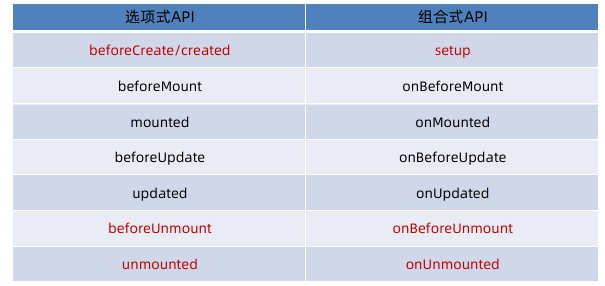 选项式API 组合式API
beforeCreate/created setup
beforeMount onBeforeMount
mounted onMounted
beforeUpdate onBeforeUpdate
updated onUpdated
beforeUnmount onBeforeUnmount
unmounted onUnmounted